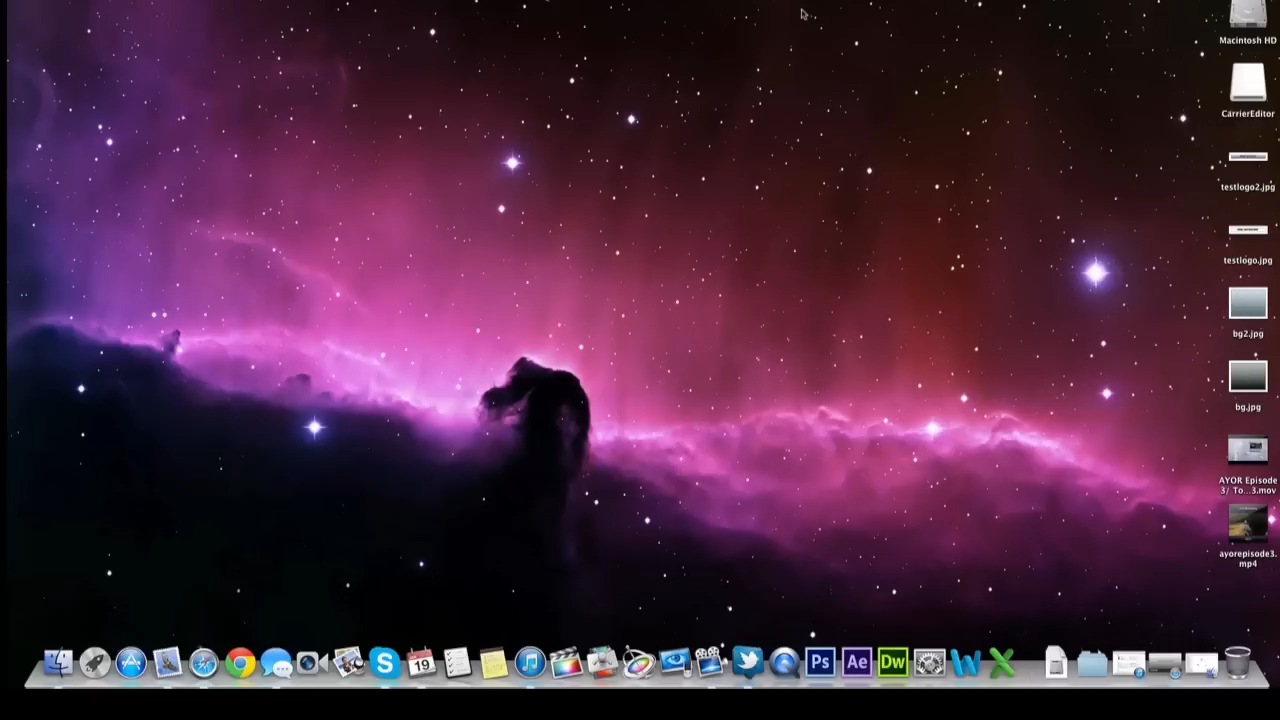 Macintosh HD
CarrierEditor
testlogo2.jpg
testlogo.jpg
bg2.jpg
bg.jpg
AYOR Episode
3/ To...3.mov
ayorepisode3.
mp4
19
Ps
Ae
Dw